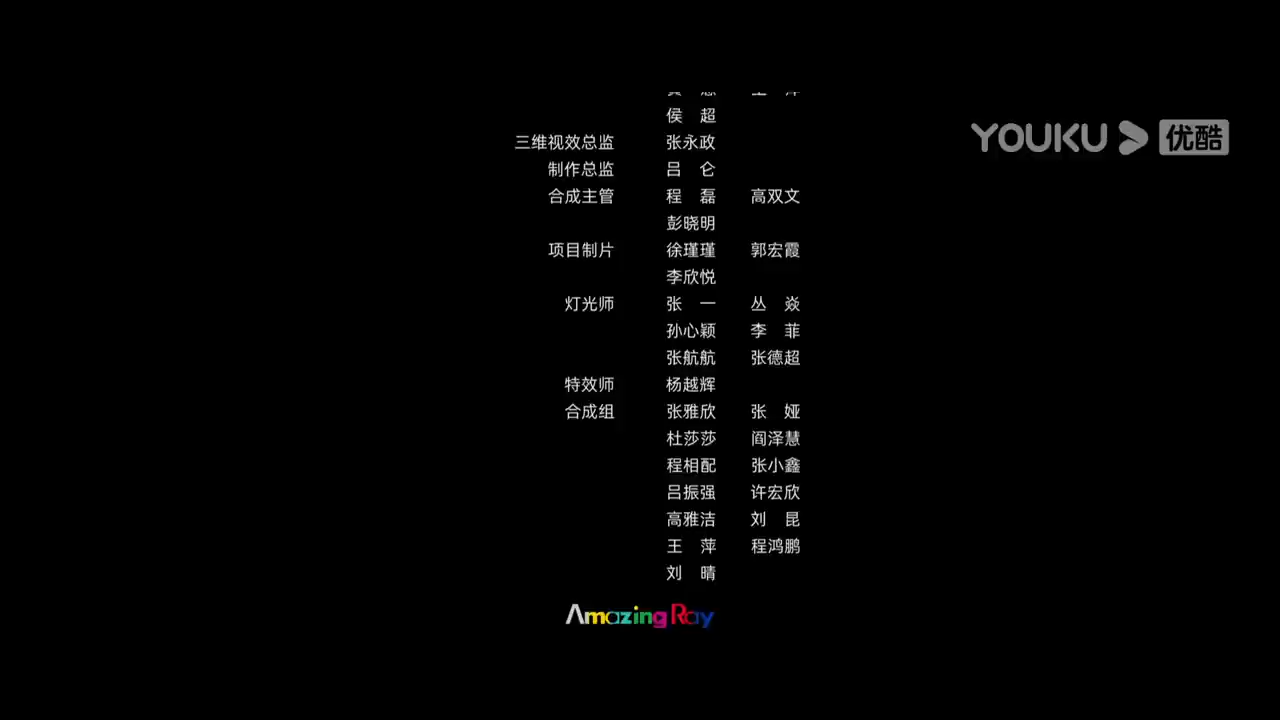 侯 超
YOUKU 优酷
三维视效总监 张永政
制作总监 吕 仑
合成主管 程 磊 高双文
彭晓明
项目制片 徐瑾瑾 郭宏霞
李欣悦
灯光师 张 一 丛 焱
孙心颖 李 菲
张航航 张德超
特效师 杨越辉
合成组 张雅欣 张 娅
杜莎莎 阎泽慧
程相配 张小鑫
吕振强 许宏欣
高雅洁 刘 昆
王 萍 程鸿鹏
刘 晴
Amazing Ray